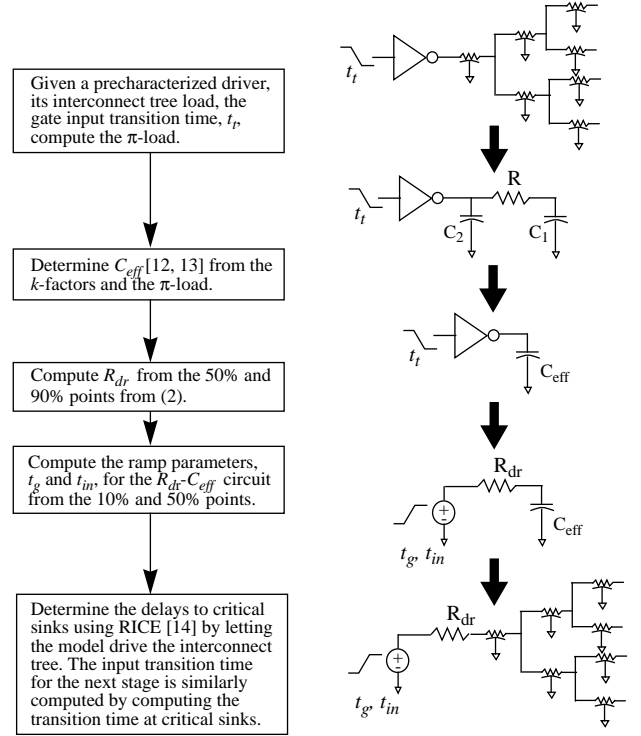 Given a precharacterized driver,
its interconnect tree load, the
gate input transition time, t_t,
compute the π-load.
Determine C_eff [12, 13] from the
k-factors and the π-load.
Compute R_dr from the 50% and
90% points from (2).
Compute the ramp parameters,
t_g and t_in, for the R_dr-C_eff circuit
from the 10% and 50% points.
Determine the delays to critical
sinks using RICE [14] by letting
the model drive the interconnect
tree. The input transition time
for the next stage is similarly
computed by computing the
transition time at critical sinks.
t_t
R
t_t
C_2
C_1
t_t
C_eff
R_dr
+
-
C_eff
t_g, t_in
R_dr
+
-
t_g, t_in